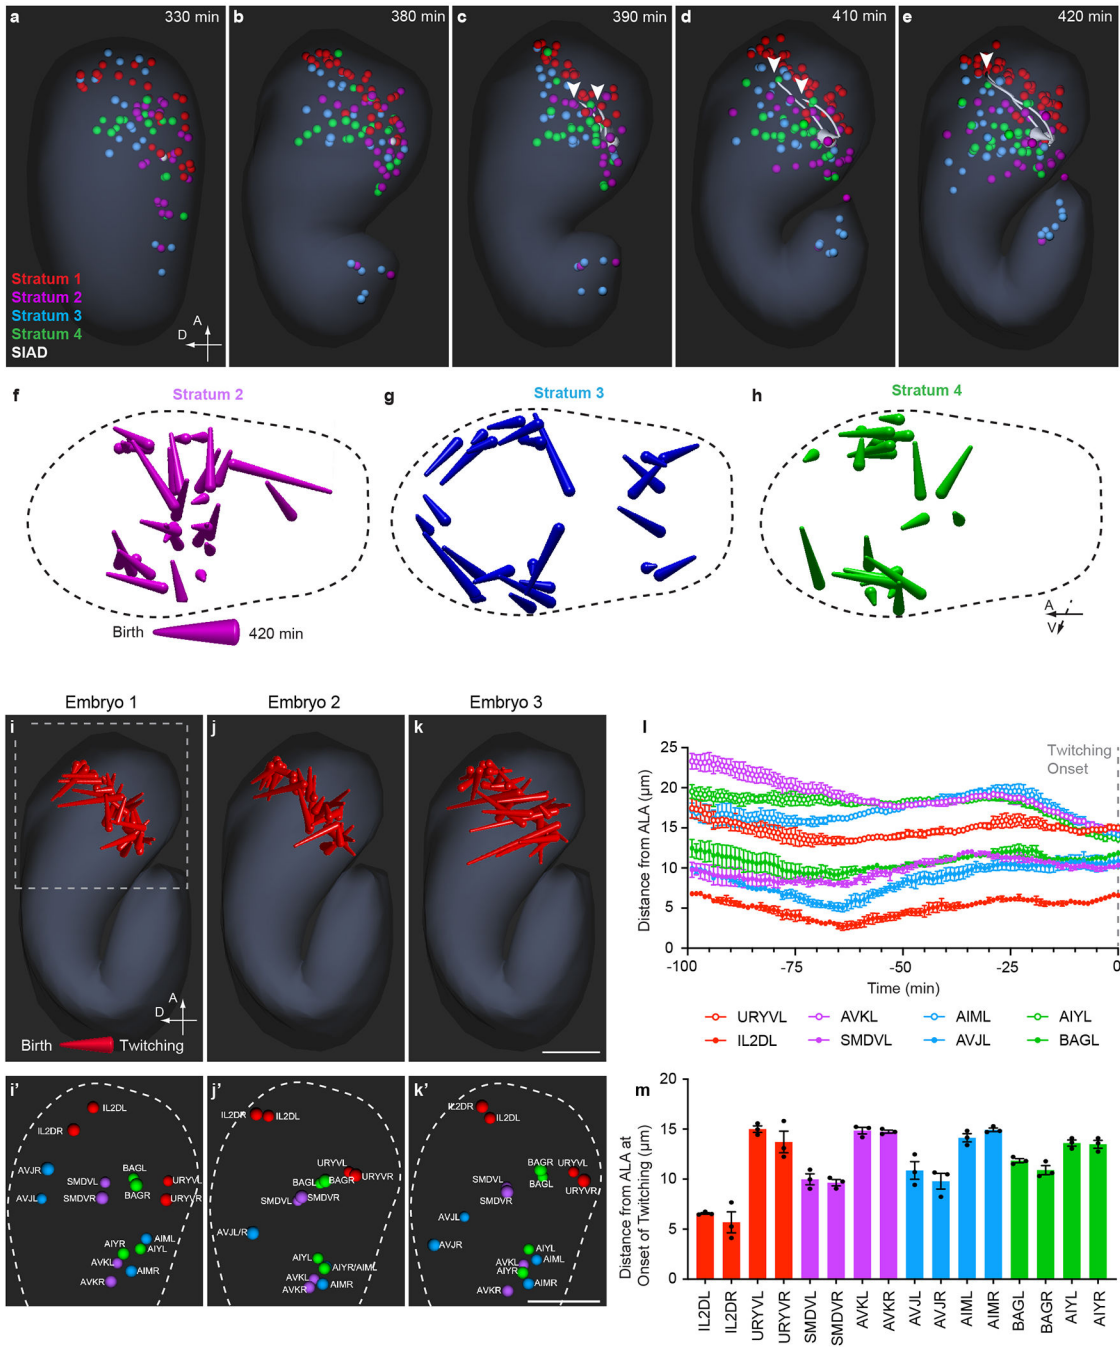 a 330 min
b 380 min
c 390 min
d 410 min
e 420 min
Stratum 1
Stratum 2
Stratum 3
Stratum 4
SIAD
A
D
f Stratum 2
g Stratum 3
h Stratum 4
Birth 420 min
A
V
Embryo 1
Embryo 2
Embryo 3
i
j
k
A
D
Birth Twitching
i'
IL2DL
IL2DR
AVJR
BAGL
SMDVL
BAGR
URYVL
AVJL
SMDVR
URYVR
AIML
AIYR
AIYL
AVKL
AIMR
AVKR
j'
IL2DR
IL2DL
URYVL
BAGL
BAGR
URYVR
SMDVL
SMDVR
AVJL/R
AIYL
AIYR/AIML
AVKL
AVKR
AIMR
k'
IL2DR
IL2DL
BAGR
URYVL
SMDVL
BAGL
URYVR
SMDVR
AVJL
AVJR
AIYL
AVKL
AIML
AIYR
AIMR
AVKR
l
Twitching
Onset
Distance from ALA (µm)
25
20
15
10
5
0
-100
-75
-50
-25
0
Time (min)
URYVL
AVKL
AIML
AIYL
IL2DL
SMDVL
AVJL
BAGL
m
Distance from ALA at
Onset of Twitching (µm)
20
15
10
5
0
IL2DL
IL2DR
URYVL
URYVR
SMDVL
SMDVR
AVKL
AVKR
AVJL
AVJR
AIML
AIMR
BAGL
BAGR
AIYL
AIYR